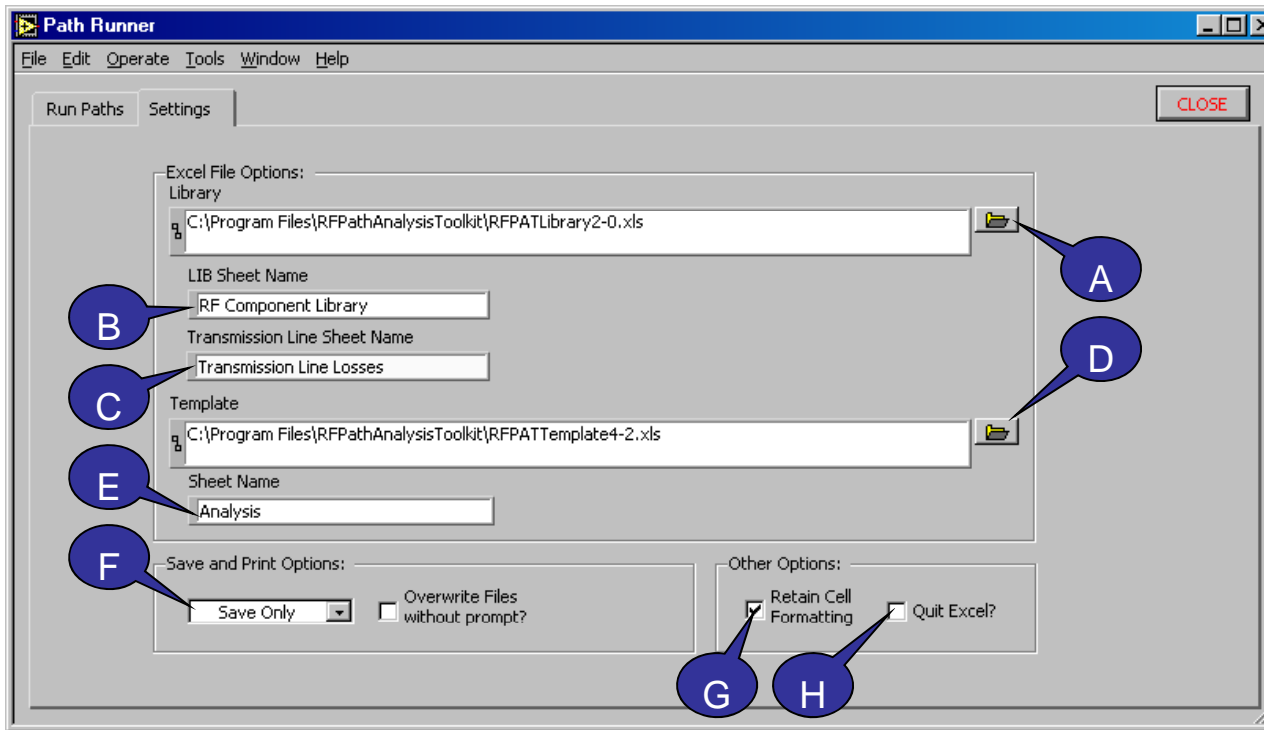 Path Runner
File Edit Operate Tools Window Help
Run Paths Settings CLOSE
Excel File Options:
Library
C:\Program Files\RFPathAnalysisToolkit\RFPATLibrary2-0.xls
A
LIB Sheet Name
B RF Component Library
Transmission Line Sheet Name
C Transmission Line Losses
D
Template
C:\Program Files\RFPathAnalysisToolkit\RFPATTemplate4-2.xls
Sheet Name
E Analysis
F
Save and Print Options:
Save Only
Overwrite Files
without prompt?
Other Options:
Retain Cell
Formatting
Quit Excel?
G H